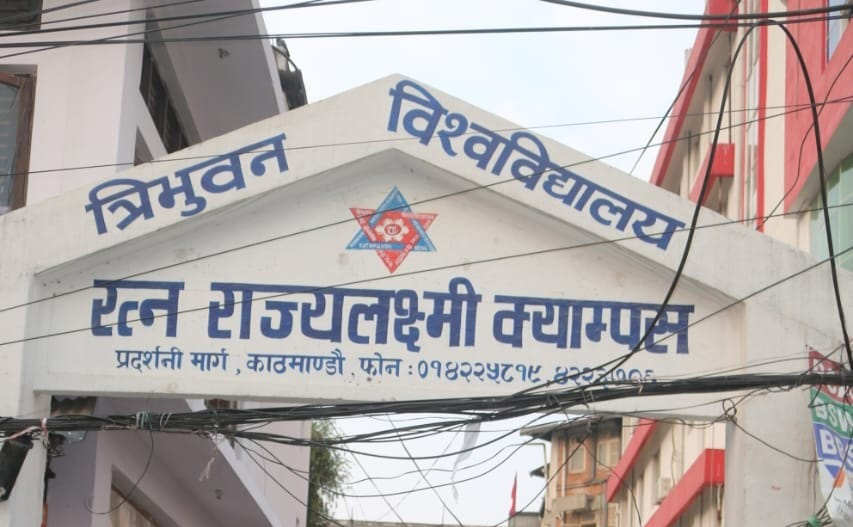 त्रिभुवन विश्वविद्यालय
रत्न राज्यलक्ष्मी क्याम्पस
प्रदर्शनी मार्ग , काठमाण्डौ , फोन : ०१४२२५८१९,